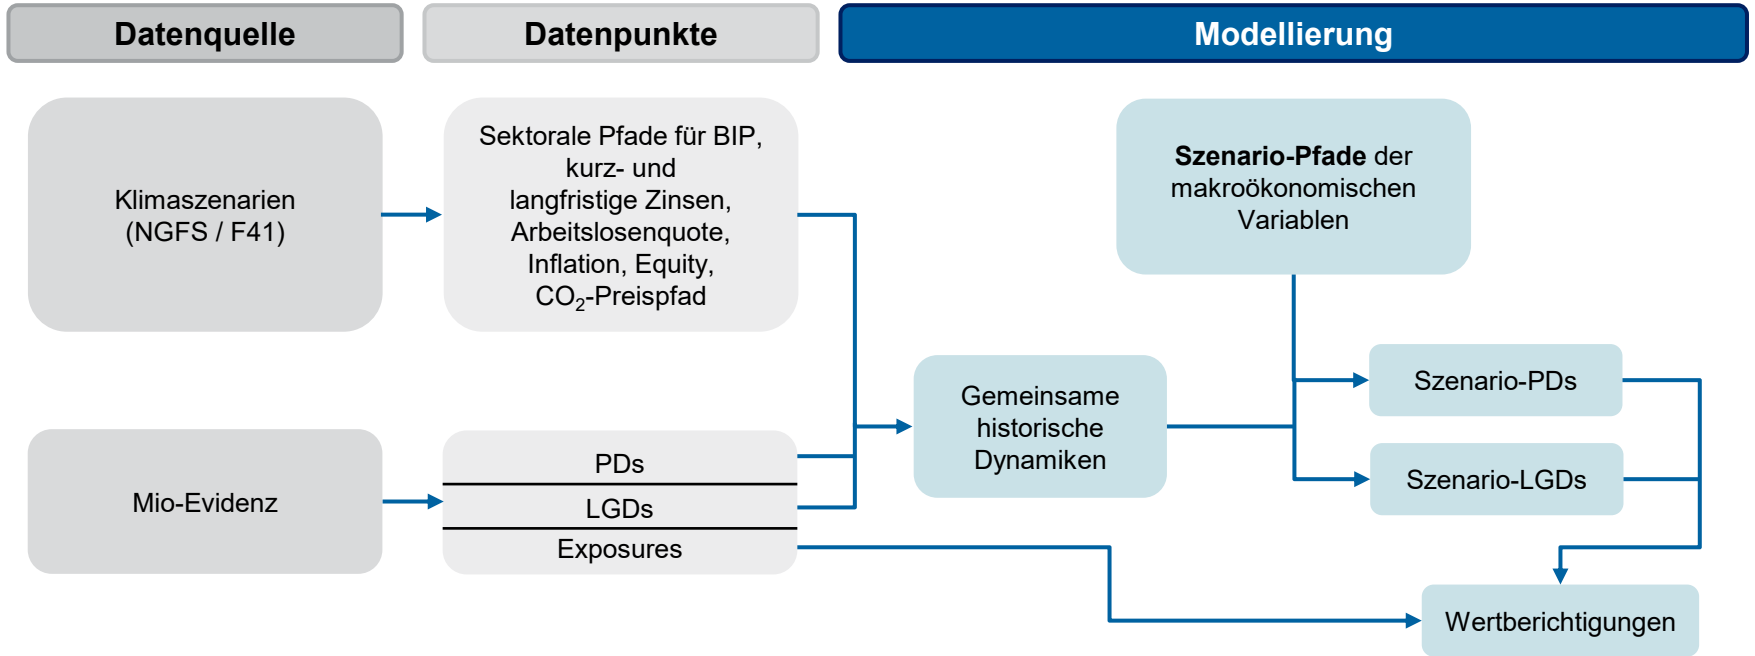 Datenquelle
Datenpunkte
Modellierung
Klimaszenarien
(NGFS / F41)
Sektorale Pfade für BIP,
kurz- und
langfristige Zinsen,
Arbeitslosenquote,
Inflation, Equity,
CO₂-Preispfad
Szenario-Pfade der
makroökonomischen
Variablen
Gemeinsame
historische
Dynamiken
Szenario-PDs
Szenario-LGDs
Mio-Evidenz
PDs
LGDs
Exposures
Wertberichtigungen